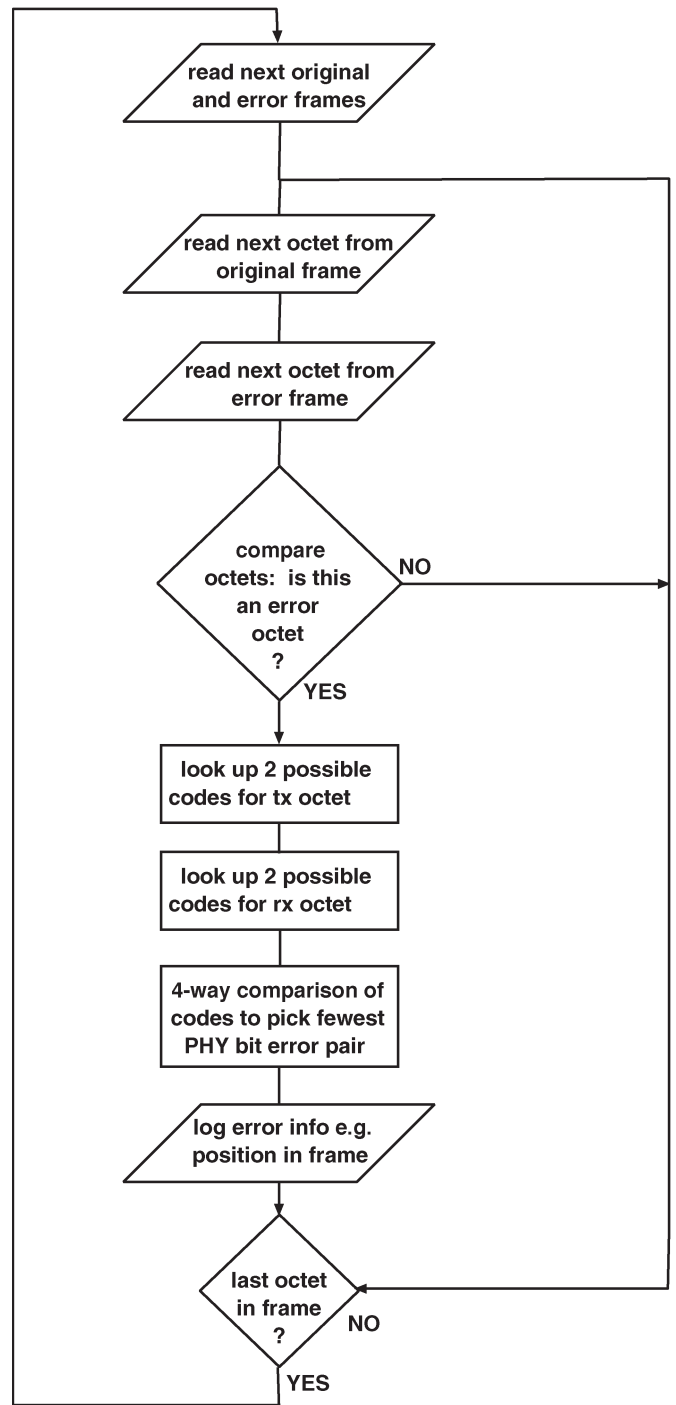 read next original
and error frames
read next octet from
original frame
read next octet from
error frame
compare
octets: is this
an error
octet
?
NO
YES
look up 2 possible
codes for tx octet
look up 2 possible
codes for rx octet
4-way comparison of
codes to pick fewest
PHY bit error pair
log error info e.g.
position in frame
last octet
in frame
?
NO
YES